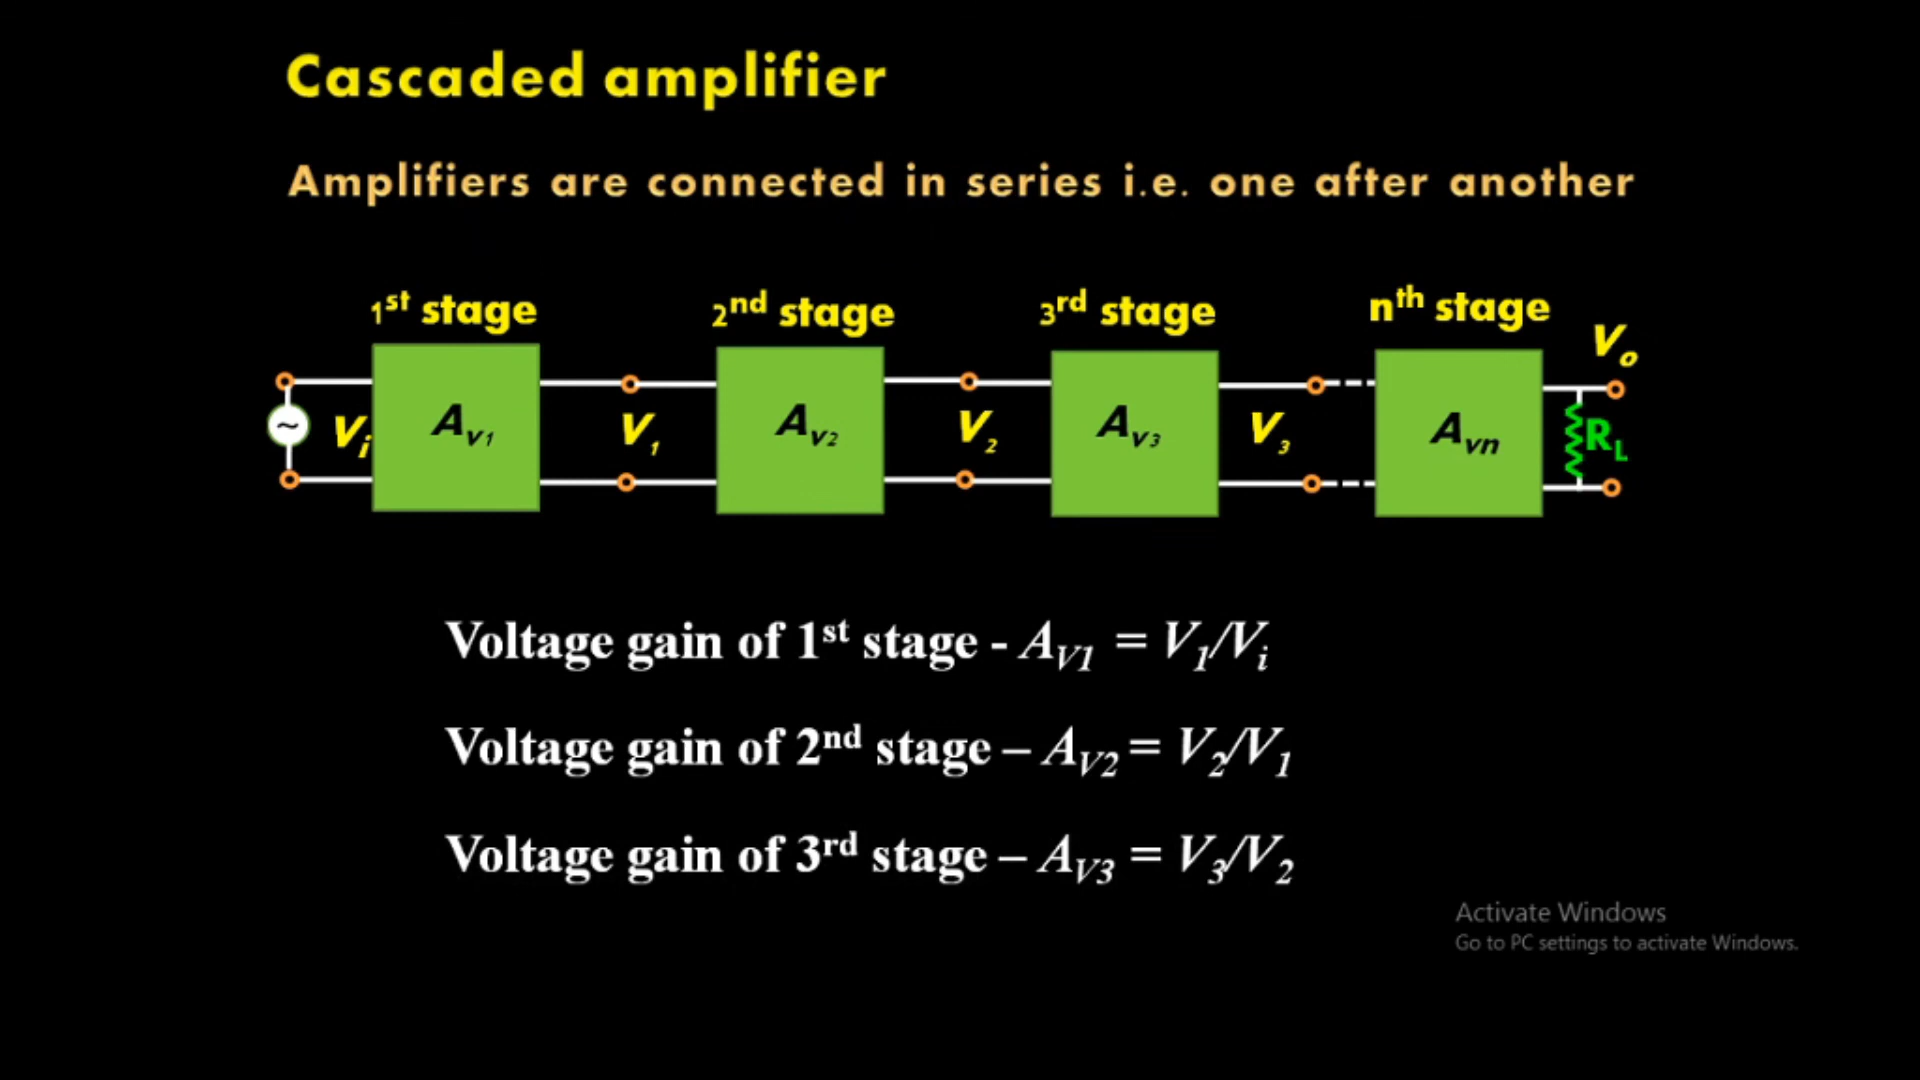 Cascaded amplifier
Amplifiers are connected in series i.e. one after another
1st stage 2nd stage 3rd stage nth stage
Vo
~ Vi Av1 V1 Av2 V2 Av3 V3 Avn RL
Voltage gain of 1st stage - AV1 = V1/Vi
Voltage gain of 2nd stage – AV2 = V2/V1
Voltage gain of 3rd stage – AV3 = V3/V2
Activate Windows
Go to PC settings to activate Windows.